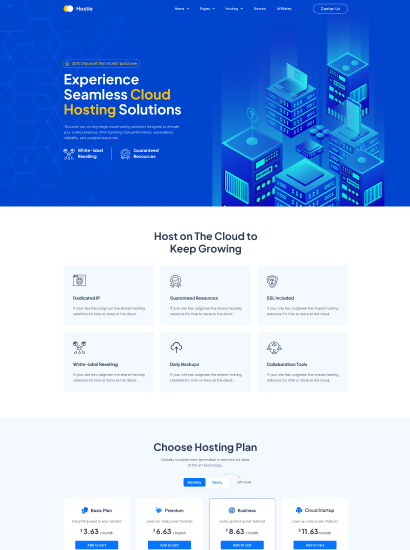 Hostie
Home Pages Hosting Domain Affiliates Contact Us
20% Discount first month purchase
Experience
Seamless Cloud
Hosting Solutions
White-label
Reselling
Guaranteed
Resources
Host on The Cloud to
Keep Growing
Dedicated IP
If your site has outgrown the shared hosting
solutions it's time to move to the cloud.
Guaranteed Resources
If your site has outgrown the shared hosting
solutions it's time to move to the cloud.
SSL Included
If your site has outgrown the shared hosting
solutions it's time to move to the cloud.
White-label Reselling
If your site has outgrown the shared hosting
solutions it's time to move to the cloud.
Daily Backups
If your site has outgrown the shared hosting
solutions it's time to move to the cloud.
Collaboration Tools
If your site has outgrown the shared hosting
solutions it's time to move to the cloud.
Choose Hosting Plan
Monthly Yearly
Basic Plan
Everything need to your website
$3.63 /month
Add to cart
Premium
Level-up more power features
$6.63 /month
Add to cart
Business
Level-up more power features
$8.63 /month
Add to cart
Cloud Startup
Level-up more power features
$11.63 /month
Add to cart